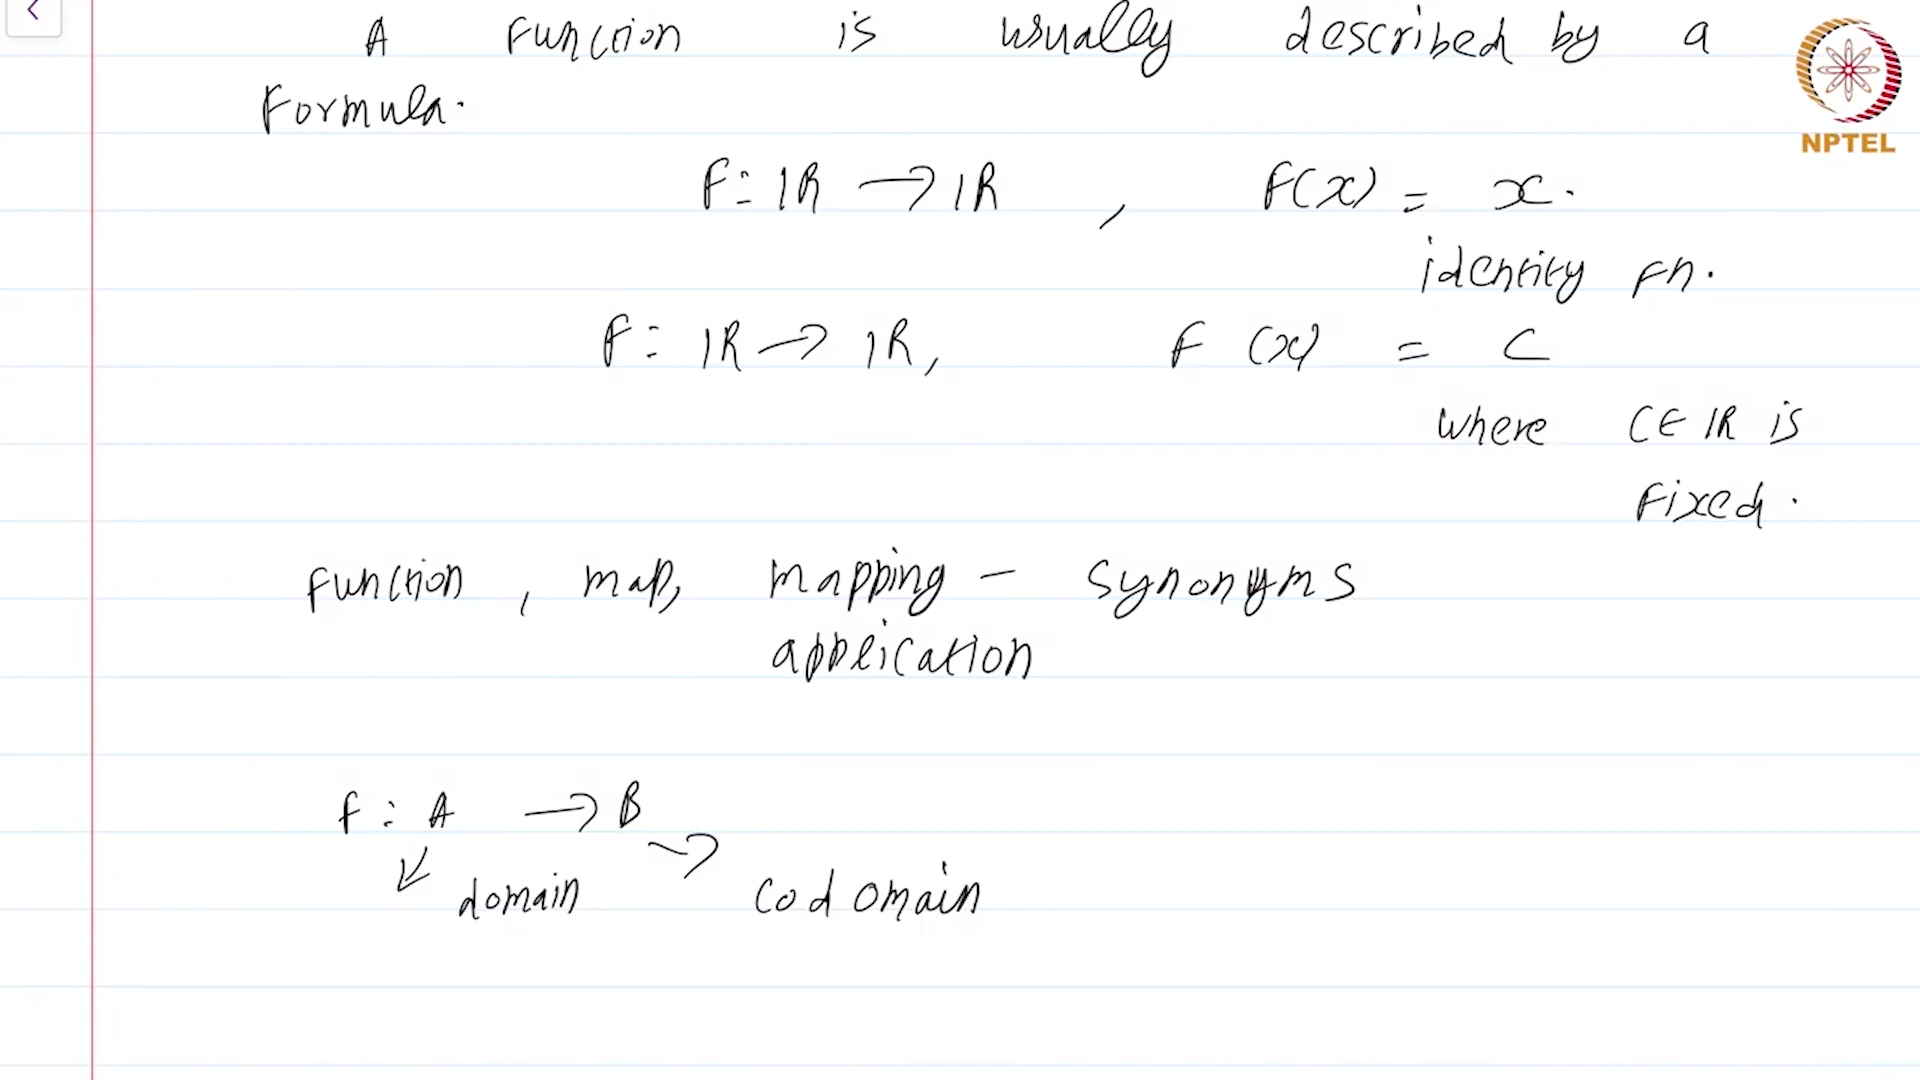 A function is usually described by a
formula.
NPTEL
F: ℝ → ℝ, F(x) = x.
identity fn.
F: ℝ → ℝ, F(x) = c
where c ∈ ℝ is
fixed.
function, map, mapping - synonyms
application
f: A → B
domain codomain